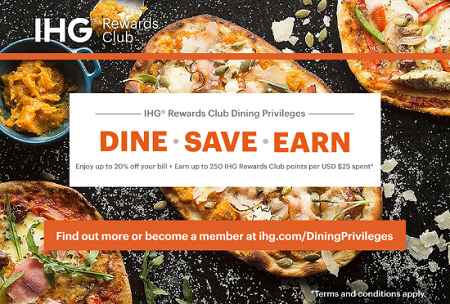 IHG Rewards
Club
IHG® Rewards Club Dining Privileges
DINE • SAVE • EARN
Enjoy up to 20% off your bill + Earn up to 250 IHG Rewards Club points per USD $25 spent*
Find out more or become a member at ihg.com/DiningPrivileges
*Terms and conditions apply.